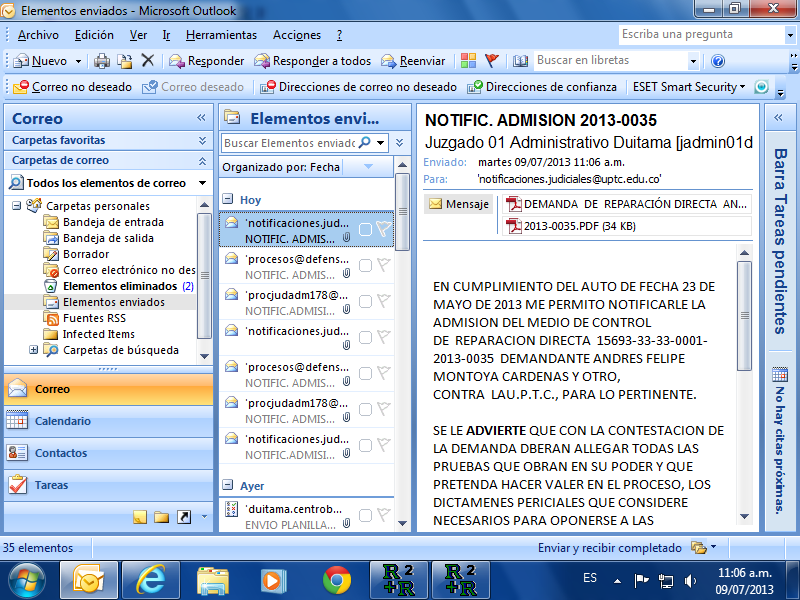 Elementos enviados - Microsoft Outlook
Archivo Edición Ver Ir Herramientas Acciones ? Escriba una pregunta
Nuevo Responder Responder a todos Reenviar Buscar en libretas
Correo no deseado Correo deseado Direcciones de correo no deseado Direcciones de confianza ESET Smart Security
Correo «
Carpetas favoritas
Carpetas de correo
Todos los elementos de correo
Carpetas personales
Bandeja de entrada
Bandeja de salida
Borrador
Correo electrónico no des
Elementos eliminados (2)
Elementos enviados
Fuentes RSS
Infected Items
Carpetas de búsqueda
Correo
Calendario
Contactos
Tareas
Elementos envi...
Buscar Elementos enviado
Organizado por: Fecha
Hoy
'notificaciones.jud...
NOTIFIC. ADMIS...
'procesos@defens...
NOTIFIC. ADMIS...
'procjudadm178@...
NOTIFIC.ADMISI...
'notificaciones.jud...
'procesos@defens...
NOTIFIC. ADMIS...
'procjudadm178@...
NOTIFIC. ADMIS...
'notificaciones.jud...
NOTIFIC.ADMISI...
Ayer
'duitama.centrob...
ENVIO PLANILLA...
NOTIFIC. ADMISION 2013-0035
Juzgado 01 Administrativo Duitama [jadmin01d
Enviado: martes 09/07/2013 11:06 a.m.
Para: 'notificaciones.judiciales@uptc.edu.co'
Mensaje DEMANDA DE REPARACIÓN DIRECTA AN...
2013-0035.PDF (34 KB)
EN CUMPLIMIENTO DEL AUTO DE FECHA 23 DE
MAYO DE 2013 ME PERMITO NOTIFICARLE LA
ADMISION DEL MEDIO DE CONTROL
DE REPARACION DIRECTA 15693-33-33-0001-
2013-0035 DEMANDANTE ANDRES FELIPE
MONTOYA CARDENAS Y OTRO,
CONTRA LAU.P.T.C., PARA LO PERTINENTE.
SE LE ADVIERTE QUE CON LA CONTESTACION DE
LA DEMANDA DBERAN ALLEGAR TODAS LAS
PRUEBAS QUE OBRAN EN SU PODER Y QUE
PRETENDA HACER VALER EN EL PROCESO, LOS
DICTAMENES PERICIALES QUE CONSIDERE
NECESARIOS PARA OPONERSE A LAS
«
Barra Tareas pendientes
No hay citas próximas.
35 elementos Enviar y recibir completado
R2+R R2+R
ES 11:06 a.m.
09/07/2013